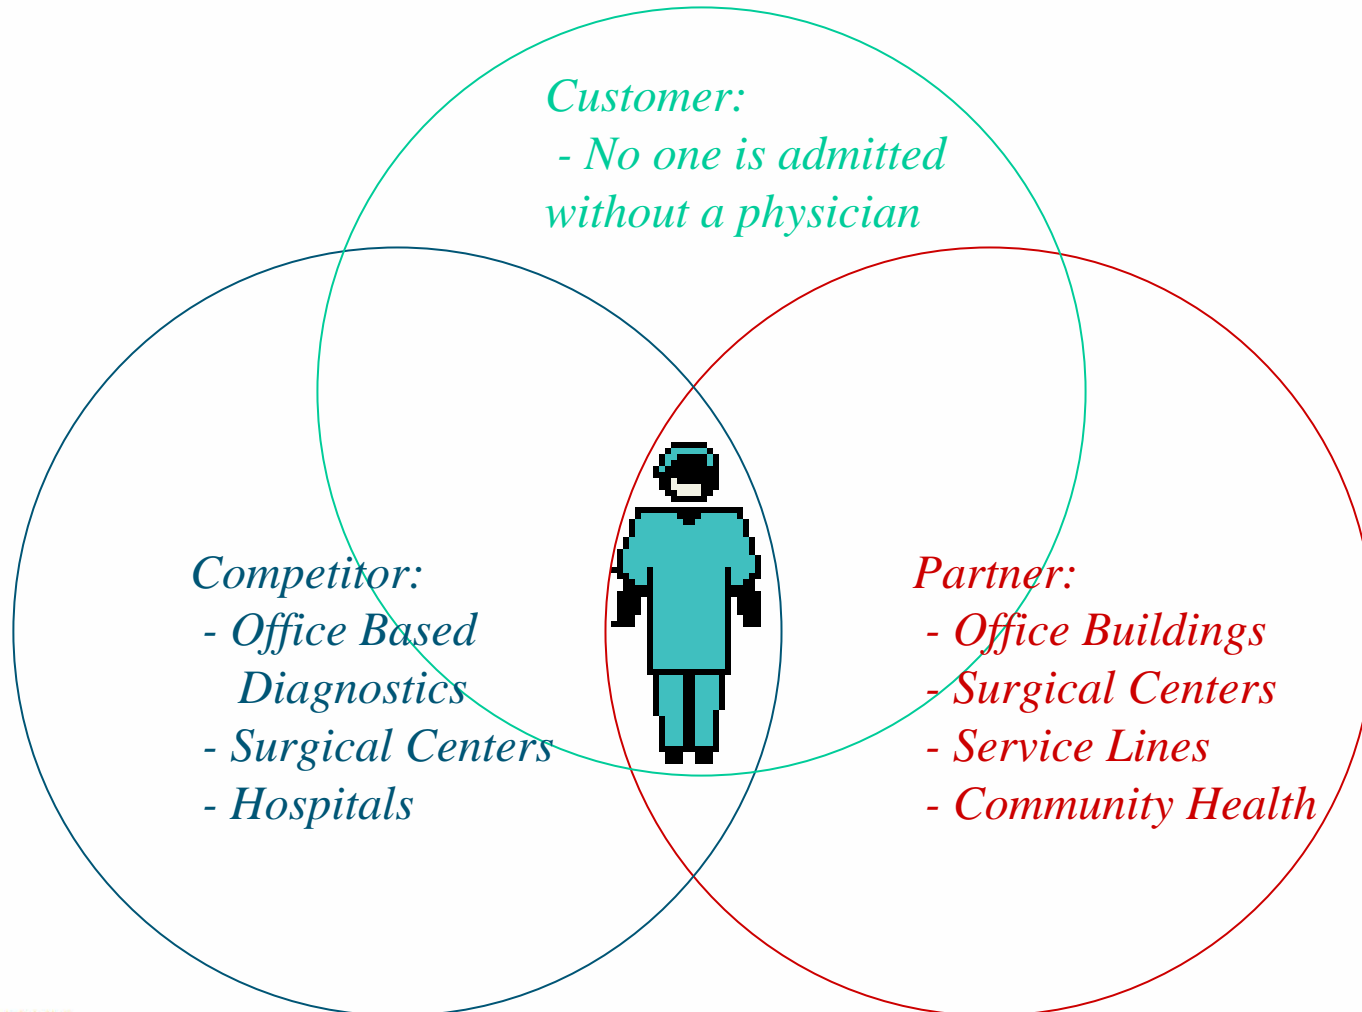 Customer:
- No one is admitted
without a physician
Competitor:
- Office Based
Diagnostics
- Surgical Centers
- Hospitals
Partner:
- Office Buildings
- Surgical Centers
- Service Lines
- Community Health